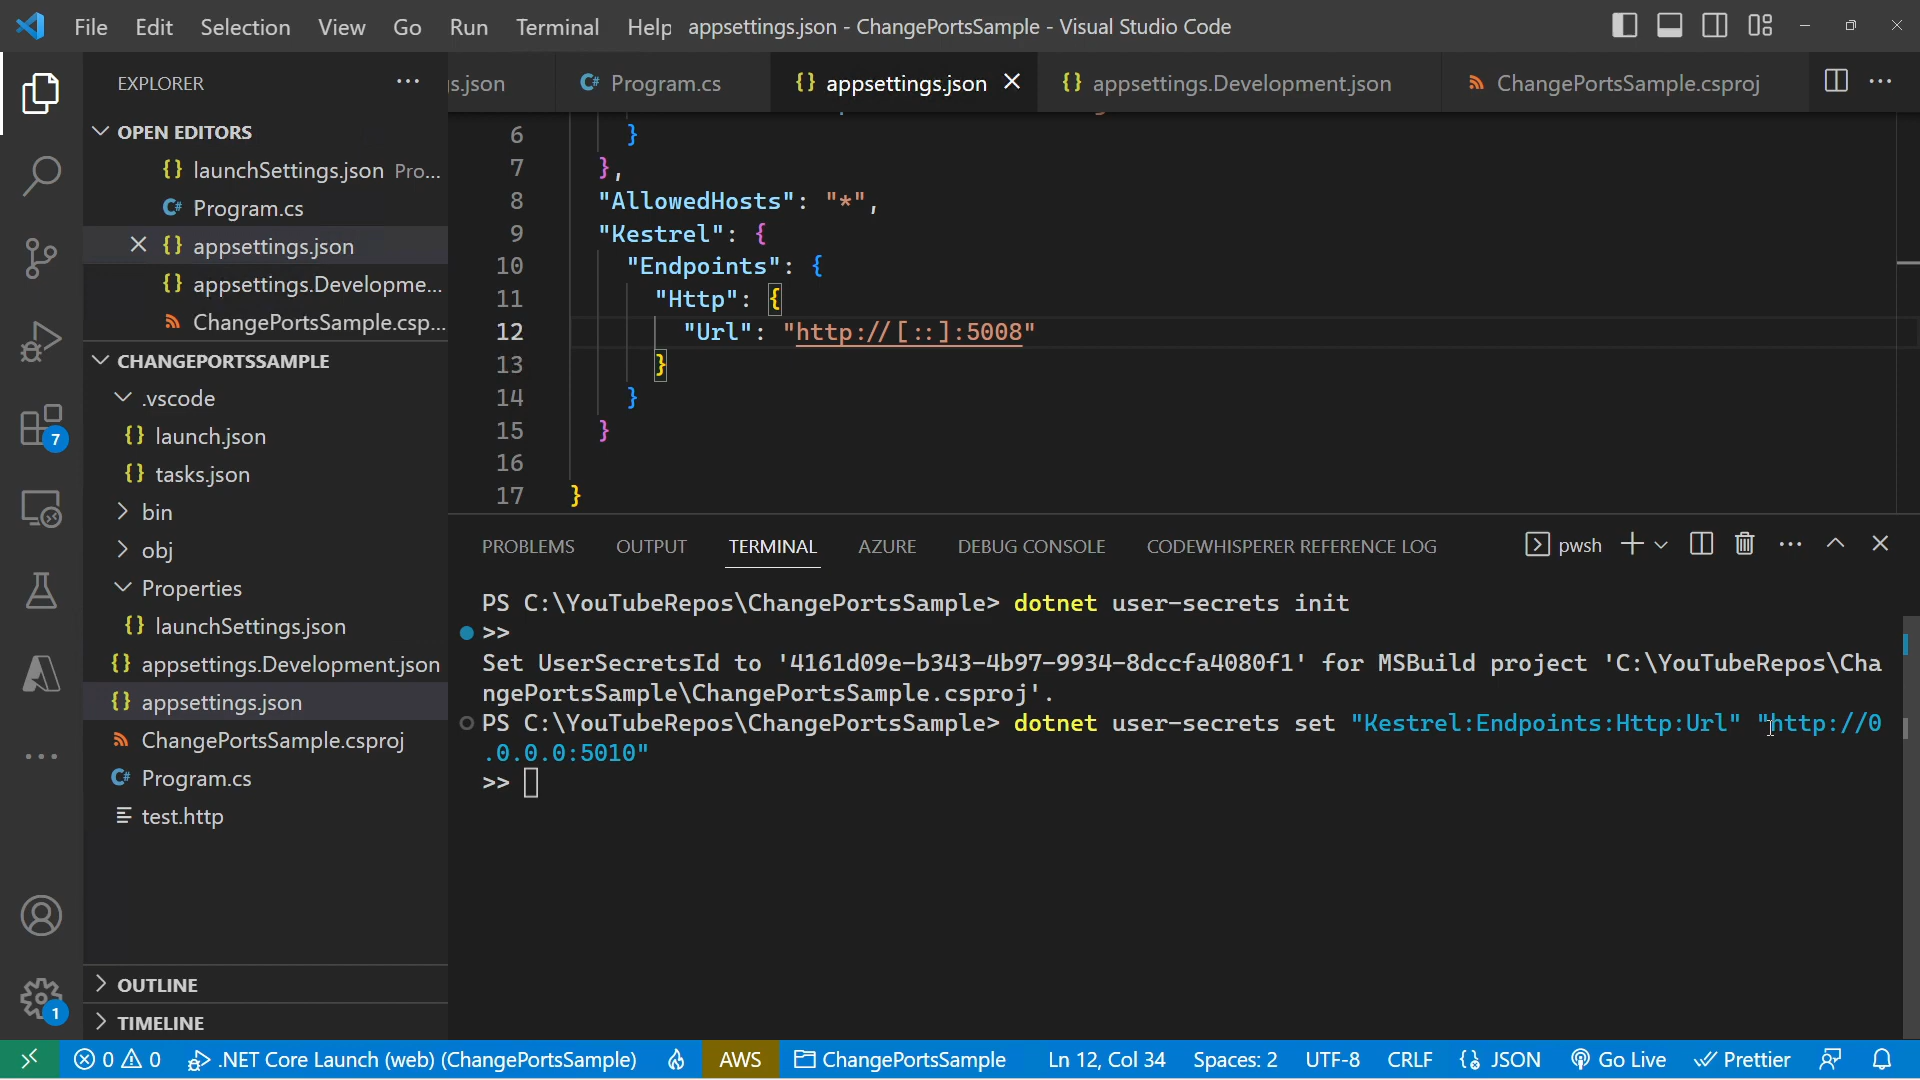 File Edit Selection View Go Run Terminal Help appsettings.json - ChangePortsSample - Visual Studio Code
EXPLORER
s.json Program.cs {} appsettings.json {} appsettings.Development.json ChangePortsSample.csproj
OPEN EDITORS
{} launchSettings.json Pro...
C# Program.cs
{} appsettings.json
{} appsettings.Developme...
ChangePortsSample.csp...
CHANGEPORTSSAMPLE
.vscode
{} launch.json
{} tasks.json
bin
obj
Properties
{} launchSettings.json
{} appsettings.Development.json
{} appsettings.json
ChangePortsSample.csproj
C# Program.cs
test.http
OUTLINE
TIMELINE
7
1
6 }
7 },
8 "AllowedHosts": "*",
9 "Kestrel": {
10 "Endpoints": {
11 "Http": {
12 "Url": "http://[::]:5008"
13 }
14 }
15 }
16
17 }
PROBLEMS OUTPUT TERMINAL AZURE DEBUG CONSOLE CODEWHISPERER REFERENCE LOG pwsh
PS C:\YouTubeRepos\ChangePortsSample> dotnet user-secrets init
>>
Set UserSecretsId to '4161d09e-b343-4b97-9934-8dccfa4080f1' for MSBuild project 'C:\YouTubeRepos\Cha
ngePortsSample\ChangePortsSample.csproj'.
PS C:\YouTubeRepos\ChangePortsSample> dotnet user-secrets set "Kestrel:Endpoints:Http:Url" "http://0
.0.0.0:5010"
>>
0 0 .NET Core Launch (web) (ChangePortsSample) AWS ChangePortsSample Ln 12, Col 34 Spaces: 2 UTF-8 CRLF {} JSON Go Live Prettier